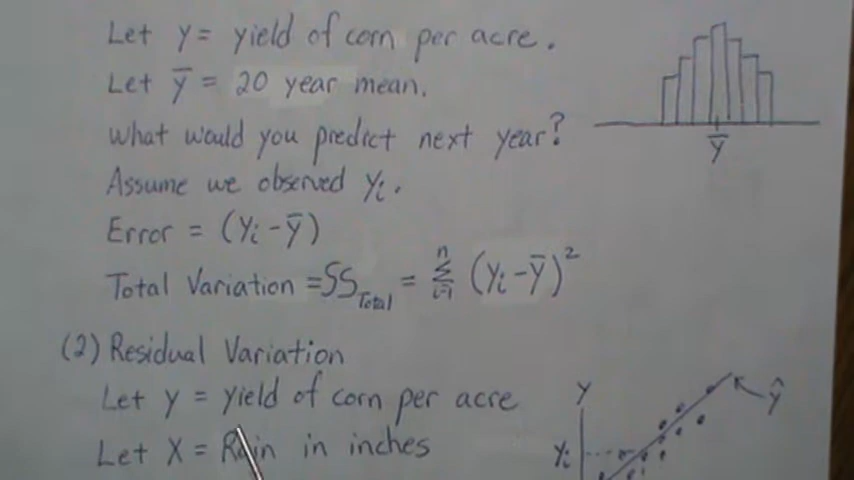 Let y = yield of corn per acre.
Let ȳ = 20 year mean.
What would you predict next year?
Assume we observed yᵢ.
Error = (yᵢ - ȳ)
Total Variation = SS_Total = Σ_{i=1}^{n} (yᵢ - ȳ)²
ȳ
(2) Residual Variation
Let y = yield of corn per acre
Let X = Rain in inches
y
ŷ
yᵢ